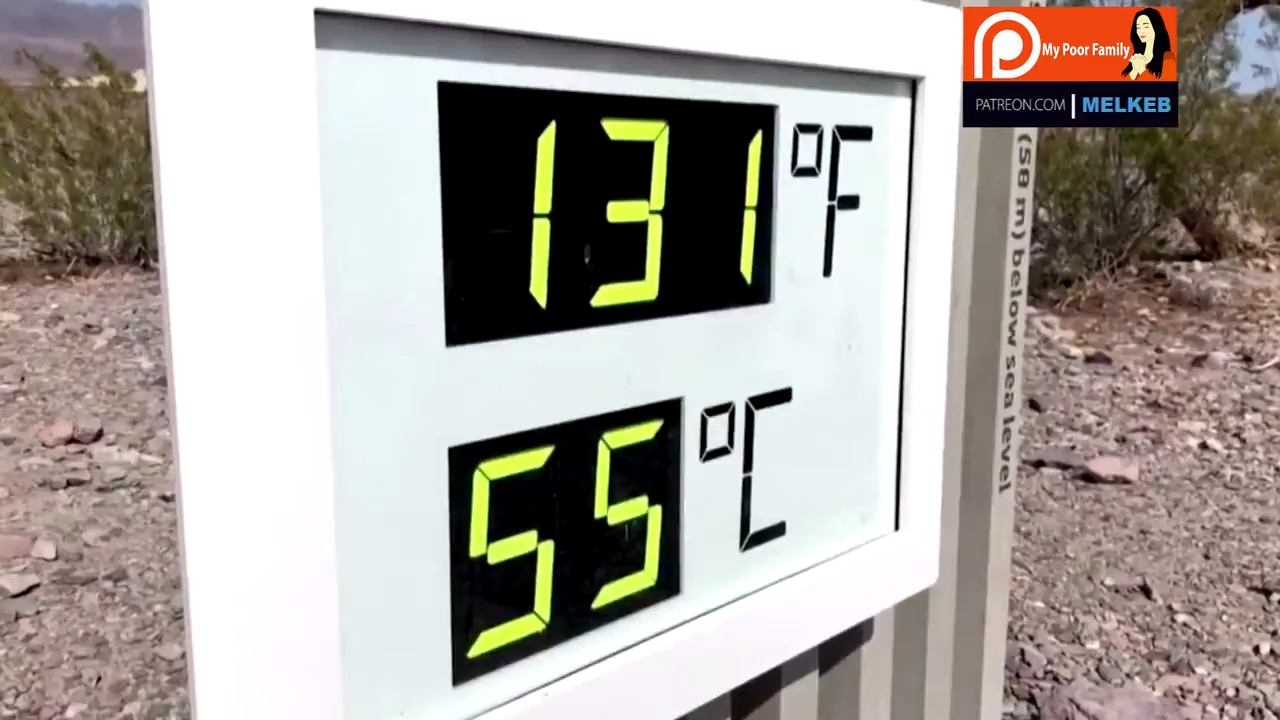 131 °F
55 °C
(58 m) below sea level
My Poor Family
PATREON.COM | MELKEB